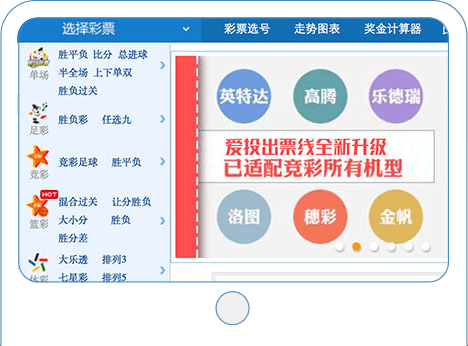 选择彩票
彩票选号 走势图表 奖金计算器
单场
胜平负 比分 总进球
半全场 上下单双
胜负过关
足彩
胜负彩 任选九
竞彩
竞彩足球 胜平负
HOT
篮彩
混合过关 让分胜负
大小分 胜负
胜分差
体彩
大乐透 排列3
七星彩 排列5
英特达 高腾 乐德瑞
爱投出票线全新升级
已适配竞彩所有机型
洛图 穗彩 金帆